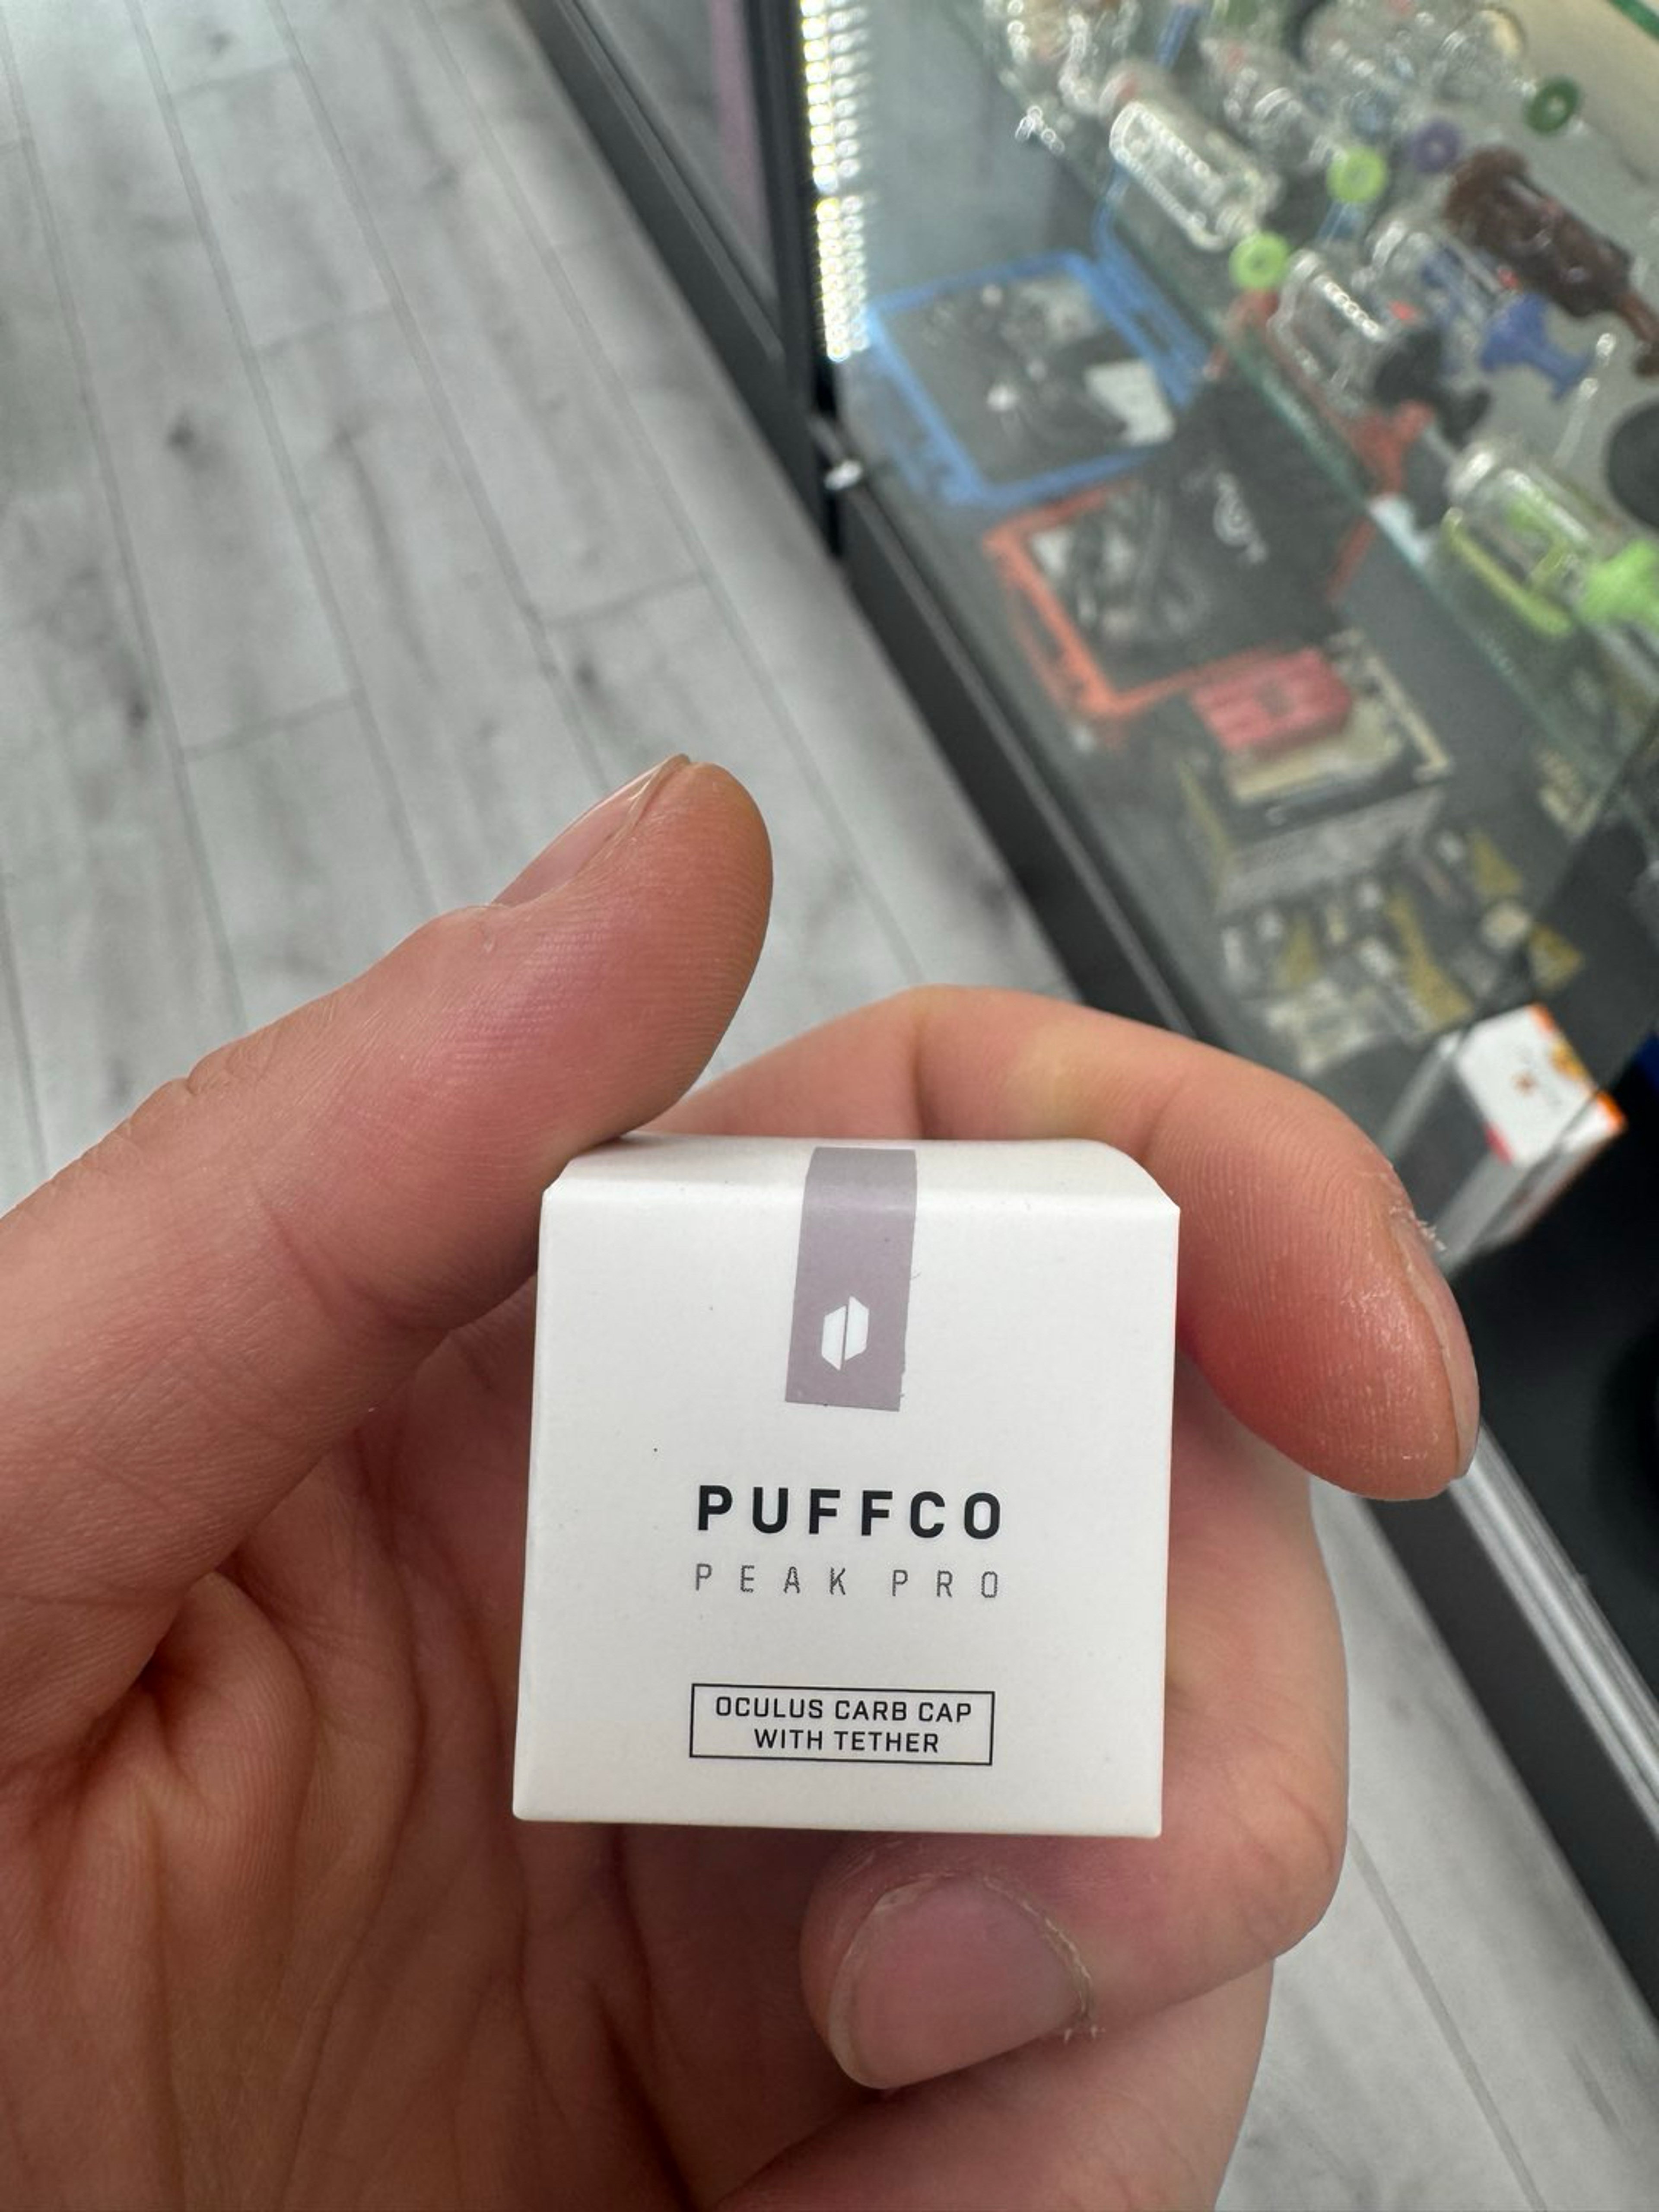 PUFFCO
PEAK PRO
OCULUS CARB CAP
WITH TETHER